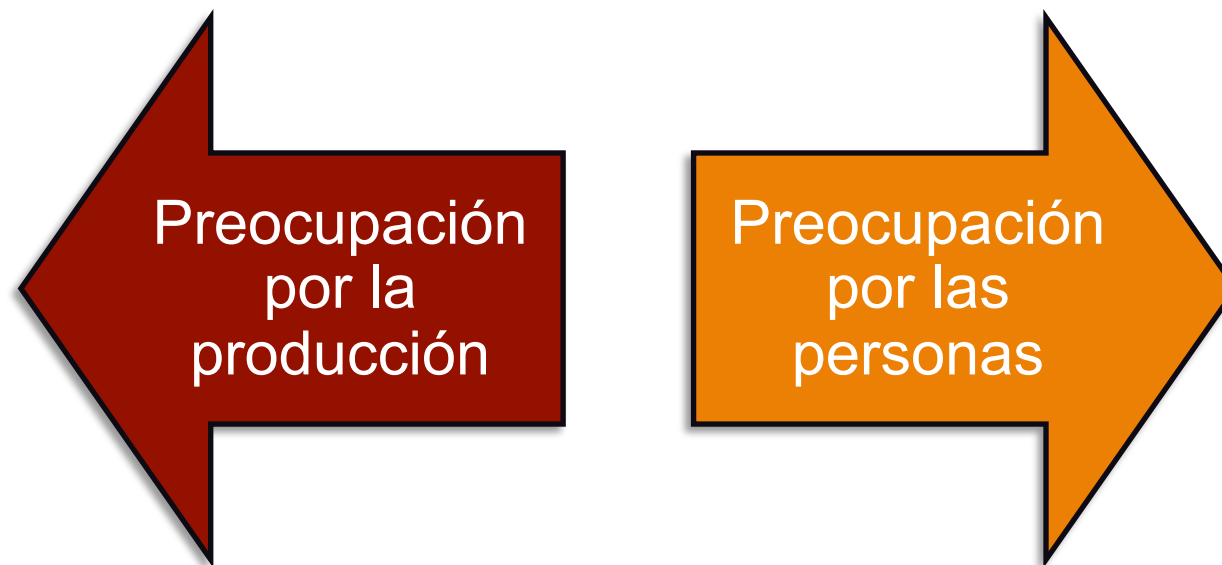 Preocupación
por la
producción
Preocupación
por las
personas